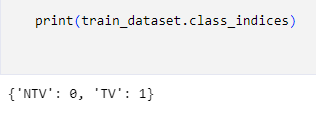 print(train_dataset.class_indices)
{'NTV': 0, 'TV': 1}